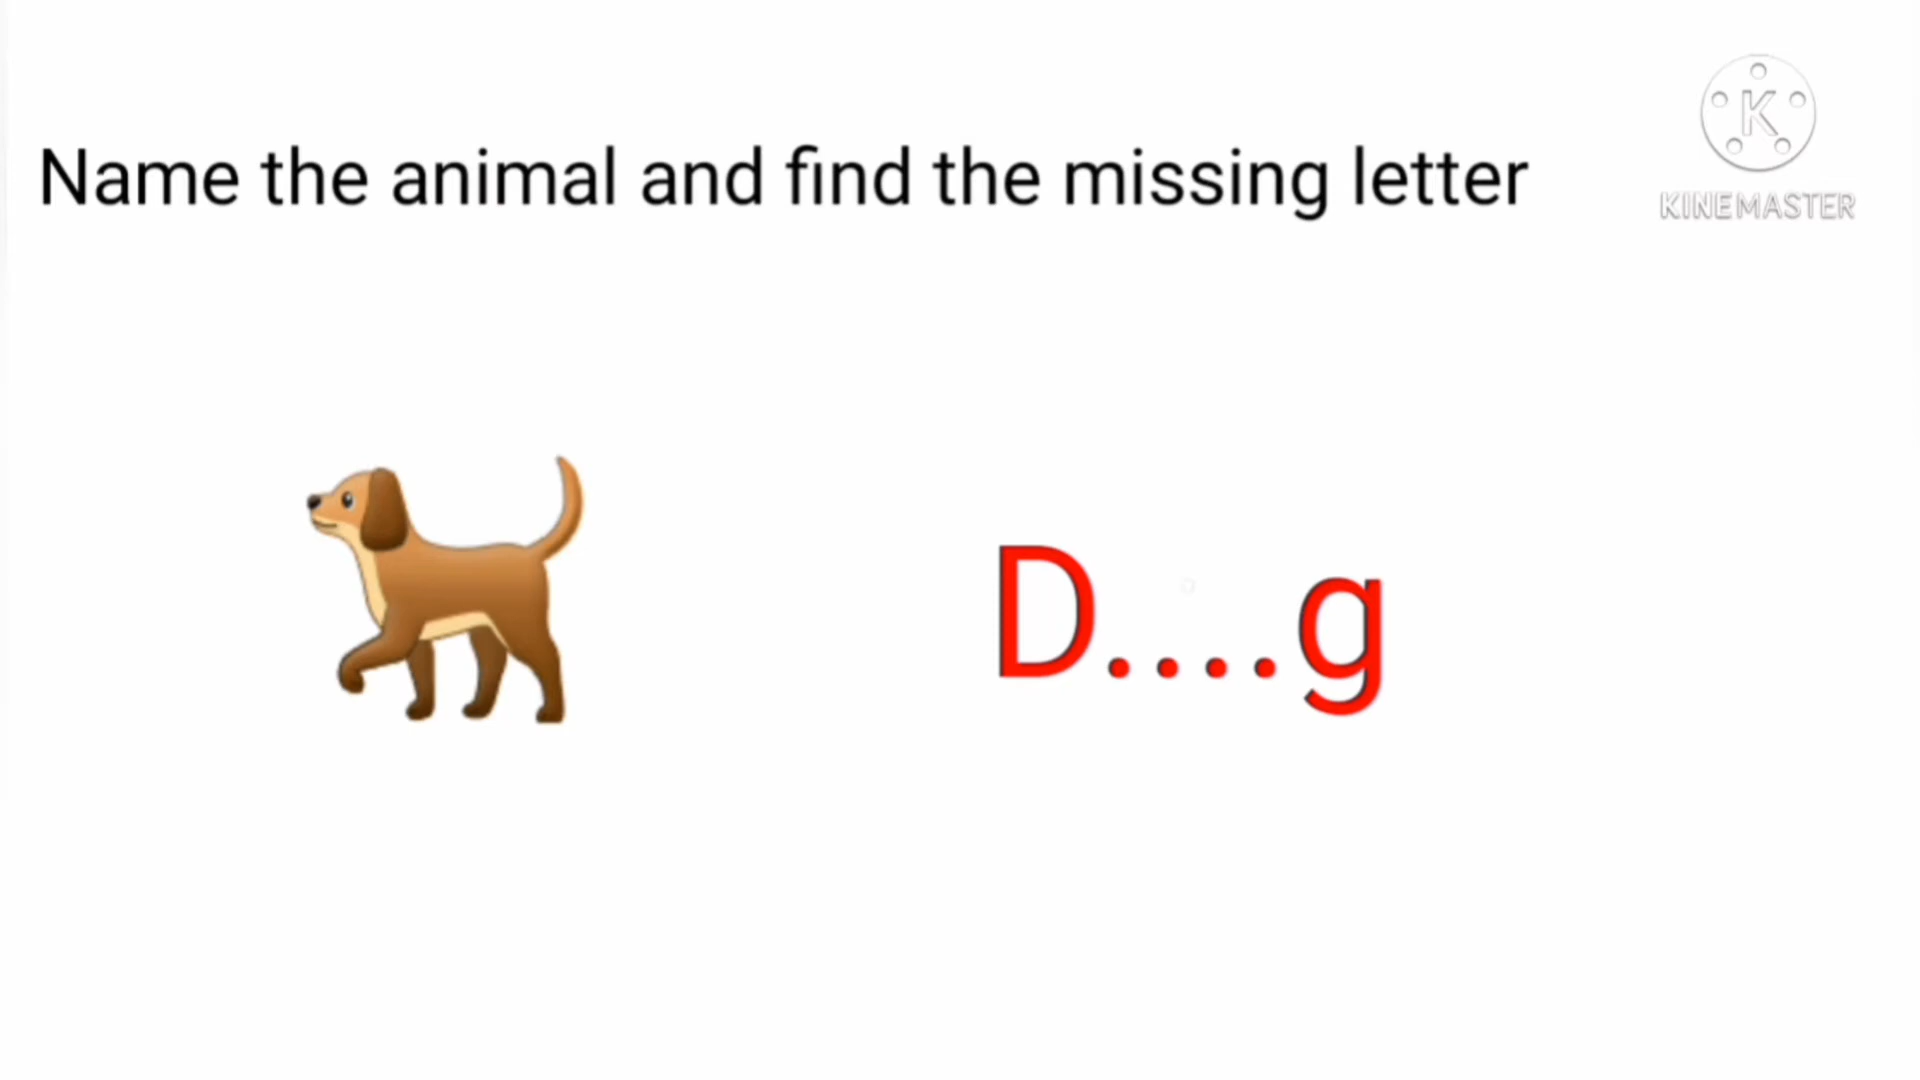 Name the animal and find the missing letter
K
KINEMASTER
D....g